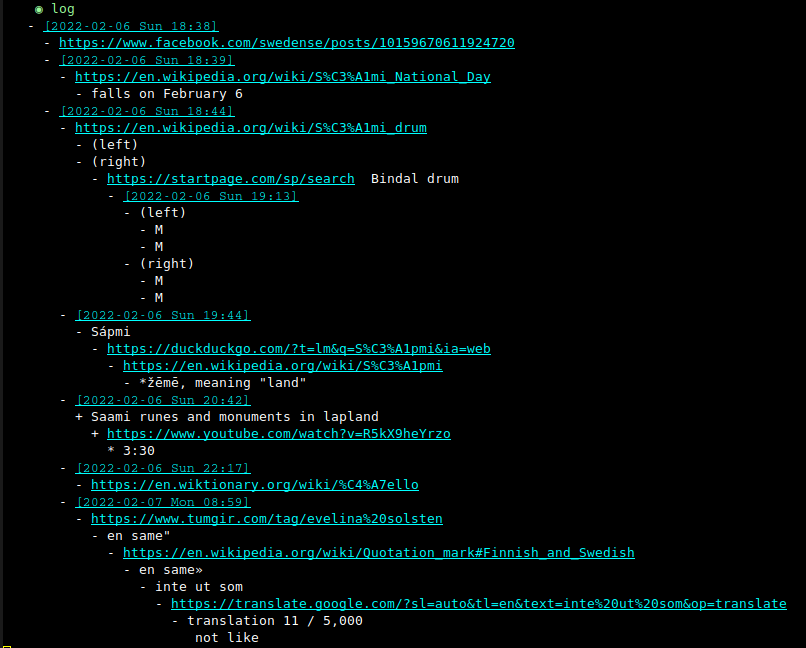 ◉ log
- [2022-02-06 Sun 18:38]
- https://www.facebook.com/swedense/posts/10159670611924720
- [2022-02-06 Sun 18:39]
- https://en.wikipedia.org/wiki/S%C3%A1mi_National_Day
- falls on February 6
- [2022-02-06 Sun 18:44]
- https://en.wikipedia.org/wiki/S%C3%A1mi_drum
- (left)
- (right)
- https://startpage.com/sp/search  Bindal drum
- [2022-02-06 Sun 19:13]
- (left)
- M
- M
- (right)
- M
- M
- [2022-02-06 Sun 19:44]
- Sápmi
- https://duckduckgo.com/?t=lm&q=S%C3%A1pmi&ia=web
- https://en.wikipedia.org/wiki/S%C3%A1pmi
- *žēmē, meaning "land"
- [2022-02-06 Sun 20:42]
+ Saami runes and monuments in lapland
+ https://www.youtube.com/watch?v=R5kX9heYrzo
* 3:30
- [2022-02-06 Sun 22:17]
- https://en.wiktionary.org/wiki/%C4%A7ello
- [2022-02-07 Mon 08:59]
- https://www.tumgir.com/tag/evelina%20solsten
- en same"
- https://en.wikipedia.org/wiki/Quotation_mark#Finnish_and_Swedish
- en same»
- inte ut som
- https://translate.google.com/?sl=auto&tl=en&text=inte%20ut%20som&op=translate
- translation 11 / 5,000
not like